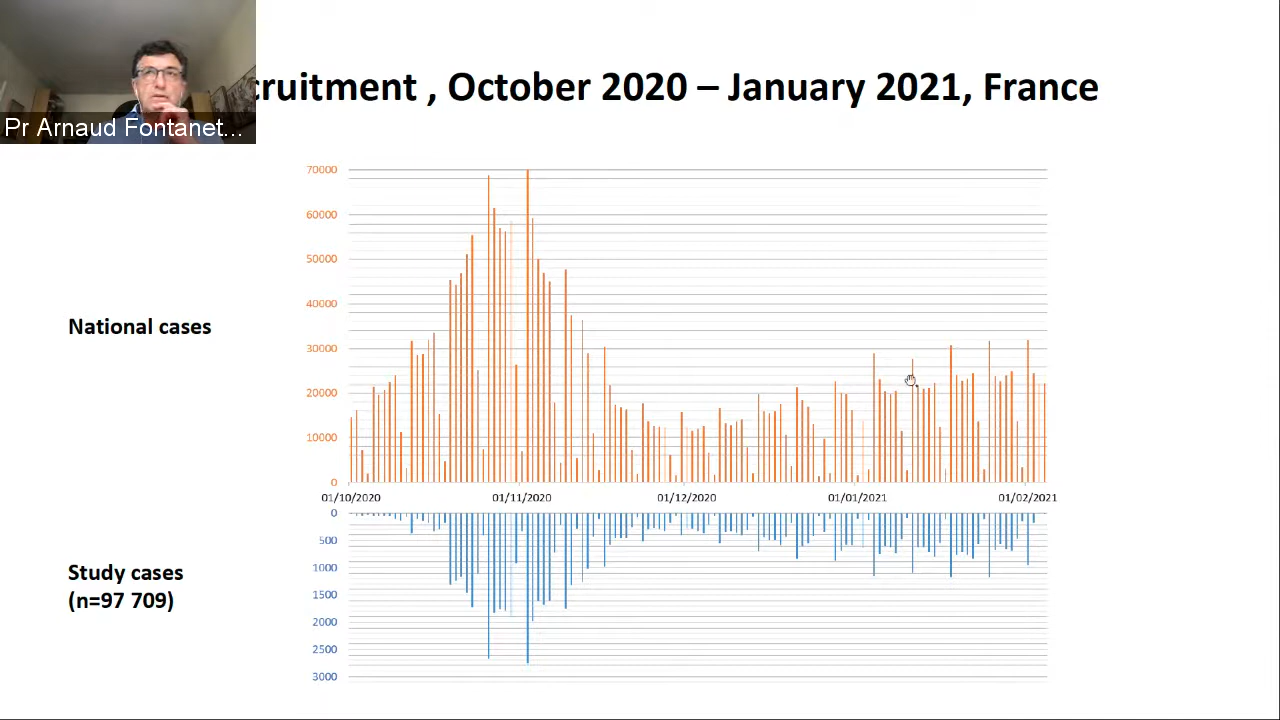 cruitment , October 2020 – January 2021, France
Pr Arnaud Fontanet...
70000
60000
50000
40000
30000
20000
10000
0
National cases
01/10/2020 01/11/2020 01/12/2020 01/01/2021 01/02/2021
0
500
1000
1500
2000
2500
3000
Study cases
(n=97 709)